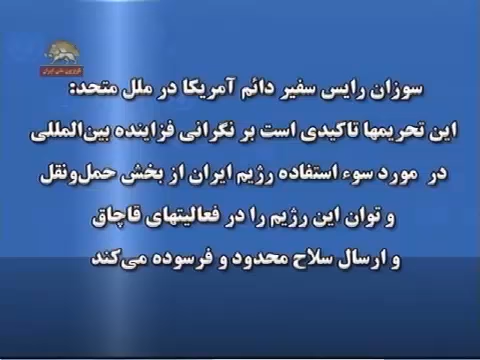 سوزان رایس سفیر دائم آمریکا در ملل متحد:
این تحریمها تاکیدی است بر نگرانی فزاینده بین‌المللی
در مورد سوء استفاده رژیم ایران از بخش حمل‌ونقل
و توان این رژیم را در فعالیتهای قاچاق
و ارسال سلاح محدود و فرسوده می‌کند